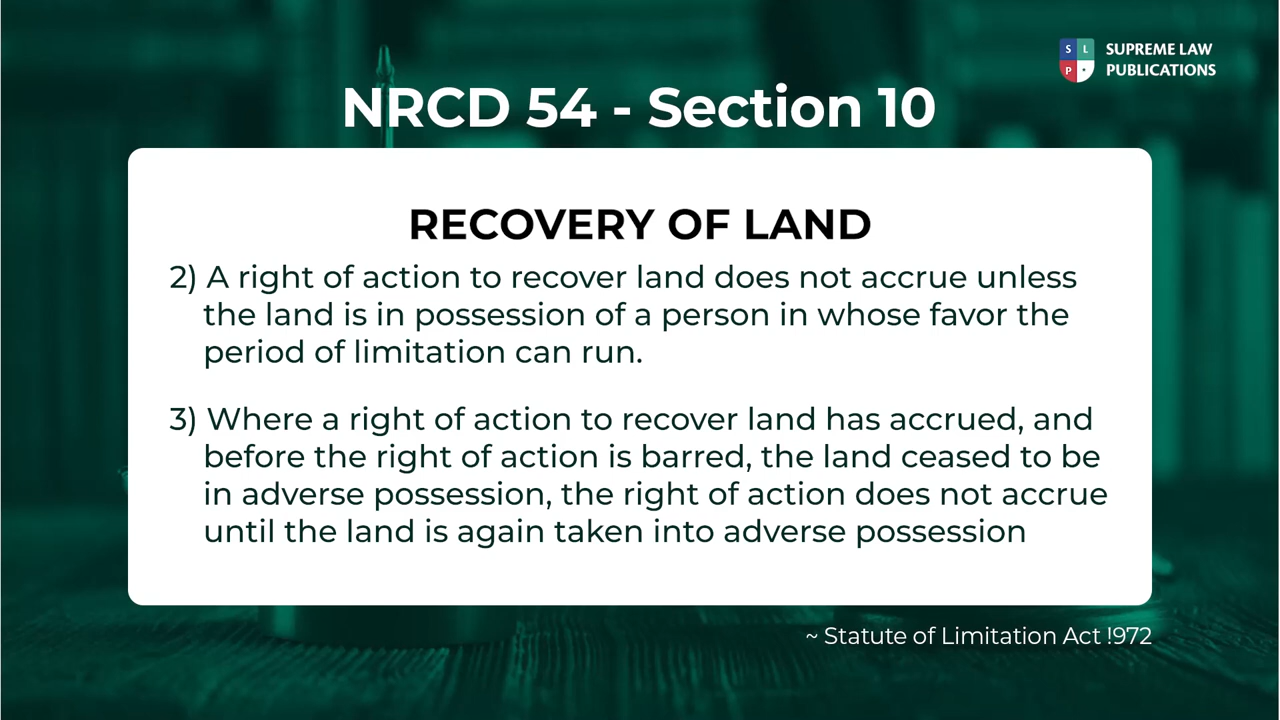 S L
P
SUPREME LAW
PUBLICATIONS
NRCD 54 - Section 10
RECOVERY OF LAND
2) A right of action to recover land does not accrue unless
the land is in possession of a person in whose favor the
period of limitation can run.
3) Where a right of action to recover land has accrued, and
before the right of action is barred, the land ceased to be
in adverse possession, the right of action does not accrue
until the land is again taken into adverse possession
~ Statute of Limitation Act !972